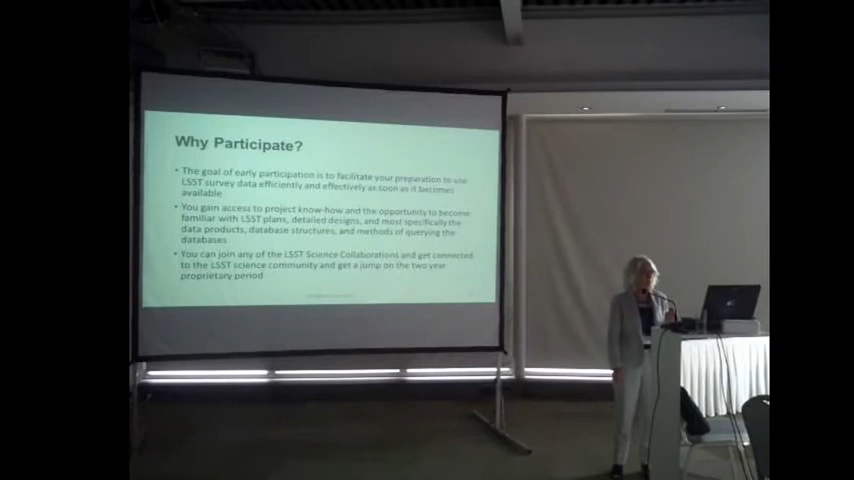 Why Participate?
• The goal of early participation is to facilitate your preparation to use
LSST survey data efficiently and effectively as soon as it becomes
available
• You gain access to project know-how and the opportunity to become
familiar with LSST plans, detailed designs, and most specifically the
data products, database structures, and methods of querying the
databases
• You can join any of the LSST Science Collaborations and get connected
to the LSST science community and get a jump on the two year
proprietary period